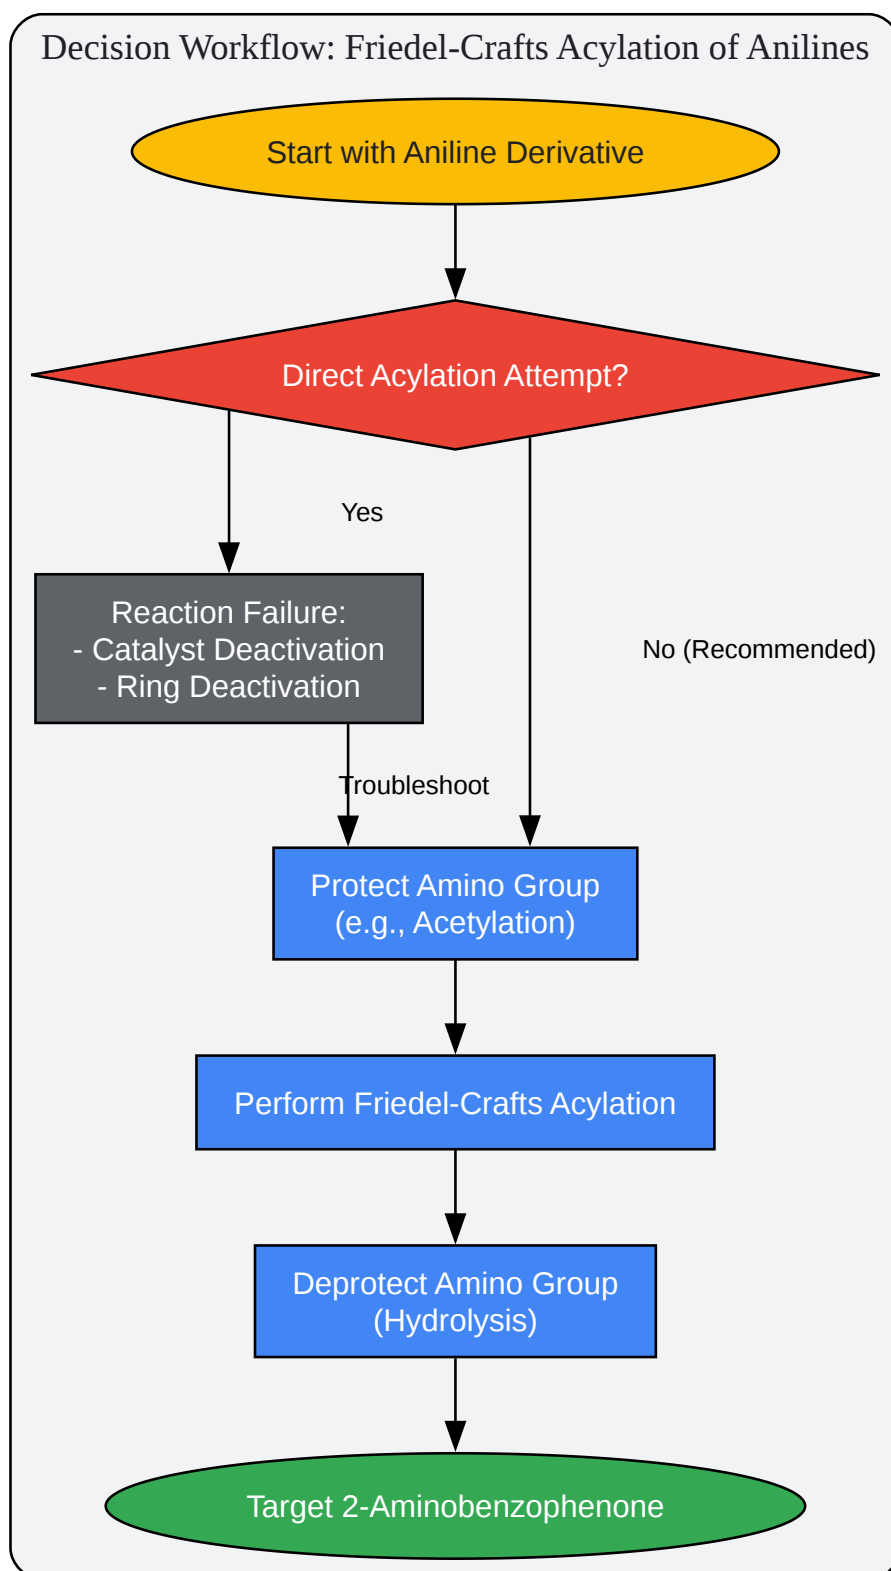 Decision Workflow: Friedel-Crafts Acylation of Anilines
Start with Aniline Derivative
Direct Acylation Attempt?
Yes
Reaction Failure:
- Catalyst Deactivation
- Ring Deactivation
No (Recommended)
Troubleshoot
Protect Amino Group
(e.g., Acetylation)
Perform Friedel-Crafts Acylation
Deprotect Amino Group
(Hydrolysis)
Target 2-Aminobenzophenone